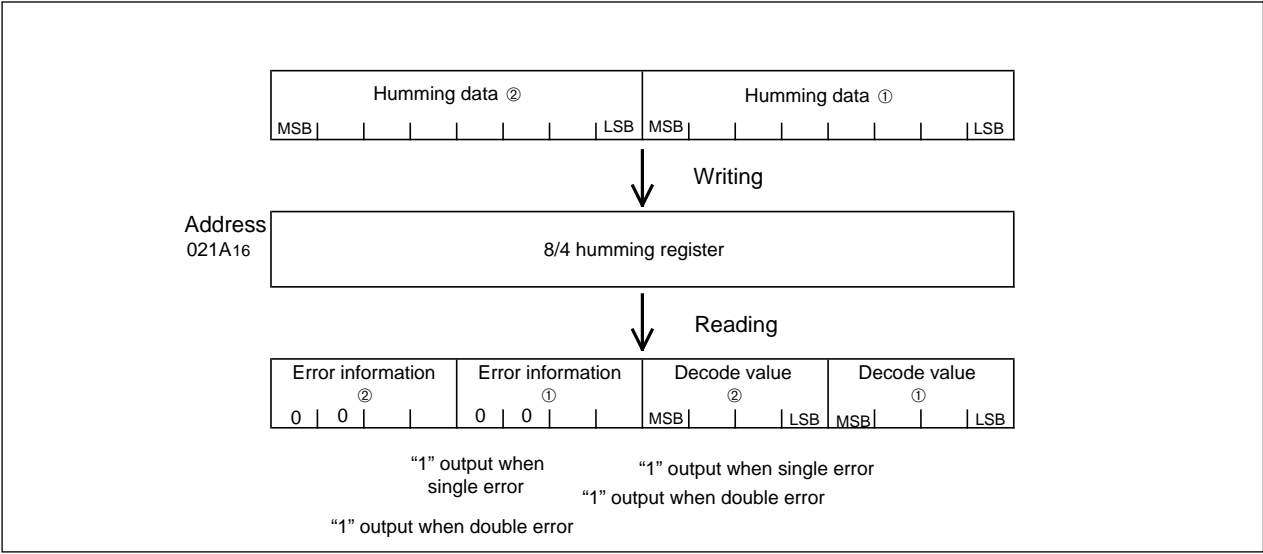 Humming data ② Humming data ①
MSB LSB MSB LSB
Writing
Address
021A16
8/4 humming register
Reading
Error information Error information Decode value Decode value
② ① ② ①
0 0 0 0 MSB LSB MSB LSB
“1” output when
single error
“1” output when single error
“1” output when double error
“1” output when double error